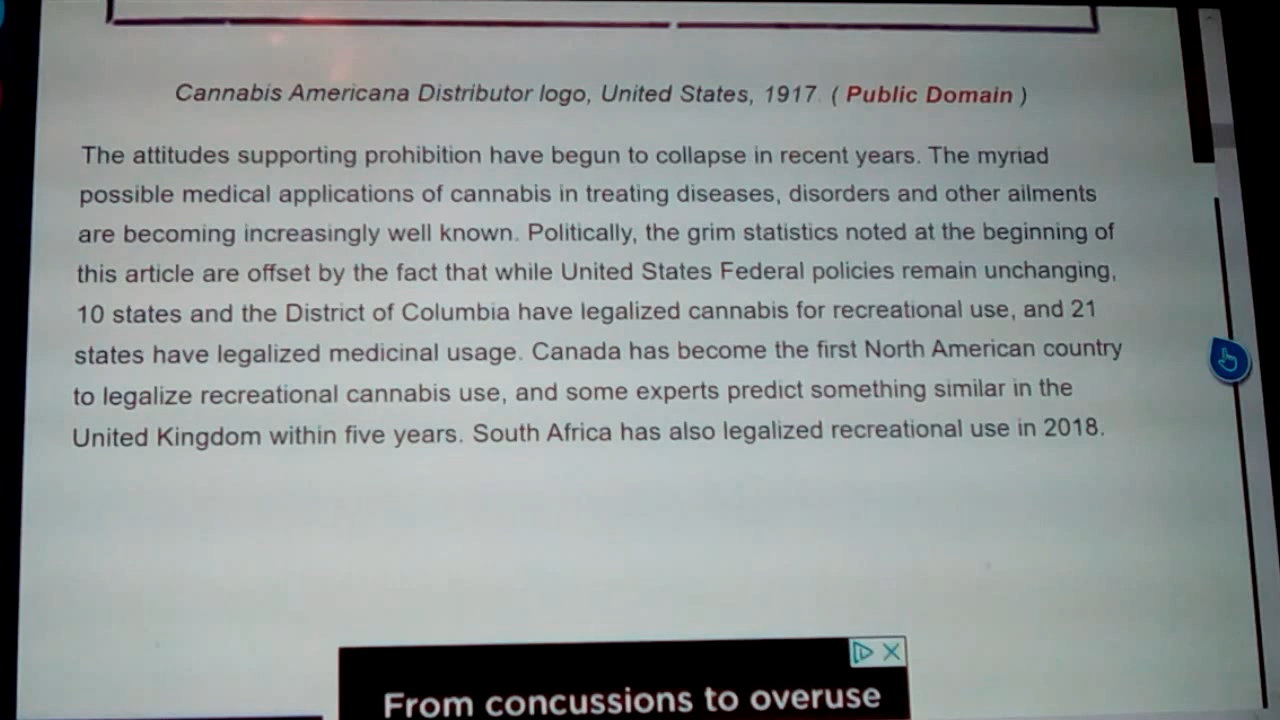 Cannabis Americana Distributor logo, United States, 1917. ( Public Domain )
The attitudes supporting prohibition have begun to collapse in recent years. The myriad
possible medical applications of cannabis in treating diseases, disorders and other ailments
are becoming increasingly well known. Politically, the grim statistics noted at the beginning of
this article are offset by the fact that while United States Federal policies remain unchanging,
10 states and the District of Columbia have legalized cannabis for recreational use, and 21
states have legalized medicinal usage. Canada has become the first North American country
to legalize recreational cannabis use, and some experts predict something similar in the
United Kingdom within five years. South Africa has also legalized recreational use in 2018.
From concussions to overuse